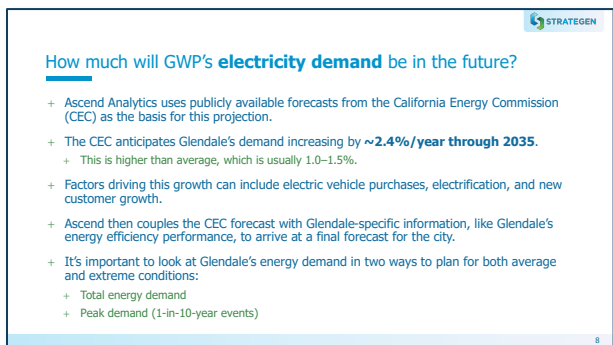 STRATEGEN
How much will GWP's electricity demand be in the future?
+ Ascend Analytics uses publicly available forecasts from the California Energy Commission
(CEC) as the basis for this projection.
+ The CEC anticipates Glendale's demand increasing by ~2.4%/year through 2035.
+ This is higher than average, which is usually 1.0–1.5%.
+ Factors driving this growth can include electric vehicle purchases, electrification, and new
customer growth.
+ Ascend then couples the CEC forecast with Glendale-specific information, like Glendale's
energy efficiency performance, to arrive at a final forecast for the city.
+ It's important to look at Glendale's energy demand in two ways to plan for both average
and extreme conditions:
+ Total energy demand
+ Peak demand (1-in-10-year events)
8